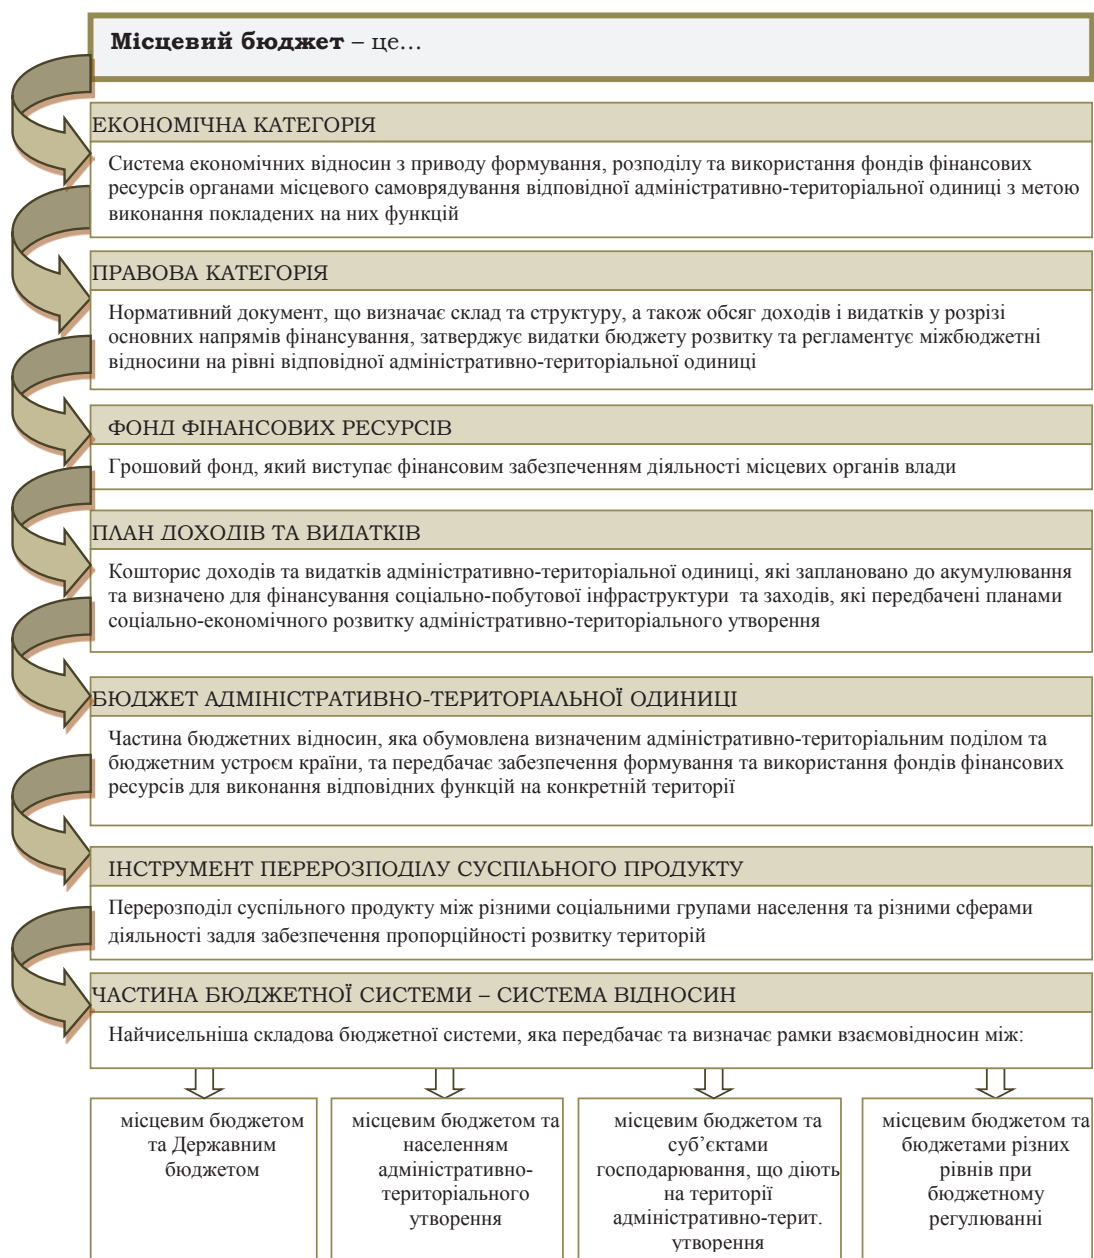 Місцевий бюджет – це…
ЕКОНОМІЧНА КАТЕГОРІЯ
Система економічних відносин з приводу формування, розподілу та використання фондів фінансових
ресурсів органами місцевого самоврядування відповідної адміністративно-територіальної одиниці з метою
виконання покладених на них функцій
ПРАВОВА КАТЕГОРІЯ
Нормативний документ, що визначає склад та структуру, а також обсяг доходів і видатків у розрізі
основних напрямів фінансування, затверджує видатки бюджету розвитку та регламентує міжбюджетні
відносини на рівні відповідної адміністративно-територіальної одиниці
ФОНД ФІНАНСОВИХ РЕСУРСІВ
Грошовий фонд, який виступає фінансовим забезпеченням діяльності місцевих органів влади
ПЛАН ДОХОДІВ ТА ВИДАТКІВ
Кошторис доходів та видатків адміністративно-територіальної одиниці, які заплановано до акумулювання
та визначено для фінансування соціально-побутової інфраструктури та заходів, які передбачені планами
соціально-економічного розвитку адміністративно-територіального утворення
БЮДЖЕТ АДМІНІСТРАТИВНО-ТЕРИТОРІАЛЬНОЇ ОДИНИЦІ
Частина бюджетних відносин, яка обумовлена визначеним адміністративно-територіальним поділом та
бюджетним устроєм країни, та передбачає забезпечення формування та використання фондів фінансових
ресурсів для виконання відповідних функцій на конкретній території
ІНСТРУМЕНТ ПЕРЕРОЗПОДІЛУ СУСПІЛЬНОГО ПРОДУКТУ
Перерозподіл суспільного продукту між різними соціальними групами населення та різними сферами
діяльності задля забезпечення пропорційності розвитку територій
ЧАСТИНА БЮДЖЕТНОЇ СИСТЕМИ – СИСТЕМА ВІДНОСИН
Найчисельніша складова бюджетної системи, яка передбачає та визначає рамки взаємовідносин між:
місцевим бюджетом
та Державним
бюджетом
місцевим бюджетом та
населенням
адміністративно-
територіального
утворення
місцевим бюджетом та
суб’єктами
господарювання, що діють
на території
адміністративно-терит.
утворення
місцевим бюджетом та
бюджетами різних
рівнів при
бюджетному
регулюванні